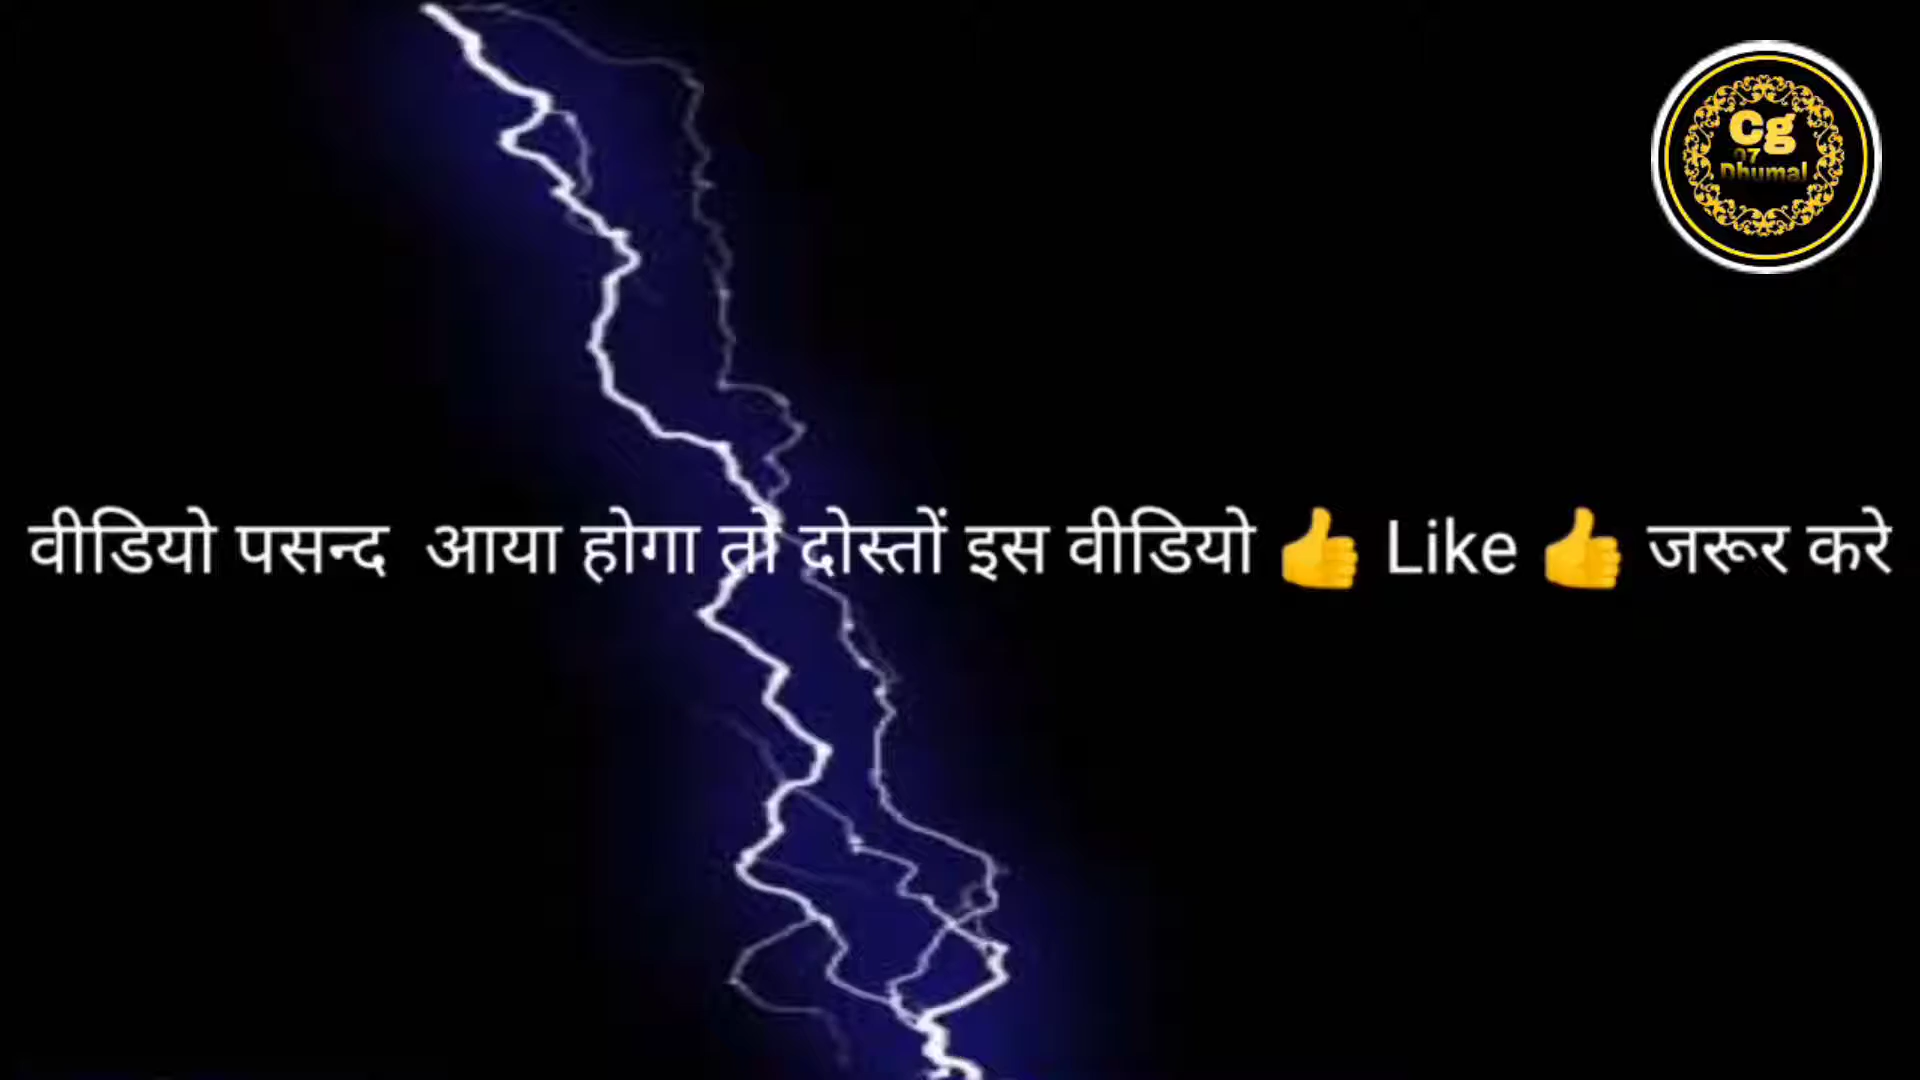 Cg
07
Dhumal
वीडियो पसन्द आया होगा तो दोस्तों इस वीडियो 👍 Like 👍 जरूर करे